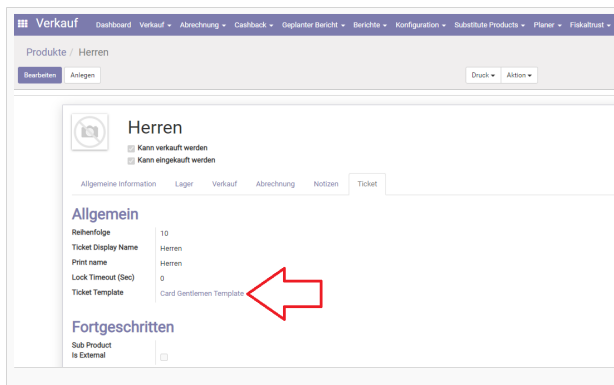 Verkauf Dashboard Verkauf Abrechnung Cashback Geplanter Bericht Berichte Konfiguration Substitute Products Planer Fiskaltrust
Produkte / Herren
Bearbeiten Anlegen Druck Aktion
Herren
Kann verkauft werden
Kann eingekauft werden
Allgemeine Information Lager Verkauf Abrechnung Notizen Ticket
Allgemein
Reihenfolge 10
Ticket Display Name Herren
Print name Herren
Lock Timeout (Sec) 0
Ticket Template Card Gentlemen Template
Fortgeschritten
Sub Product
Is External